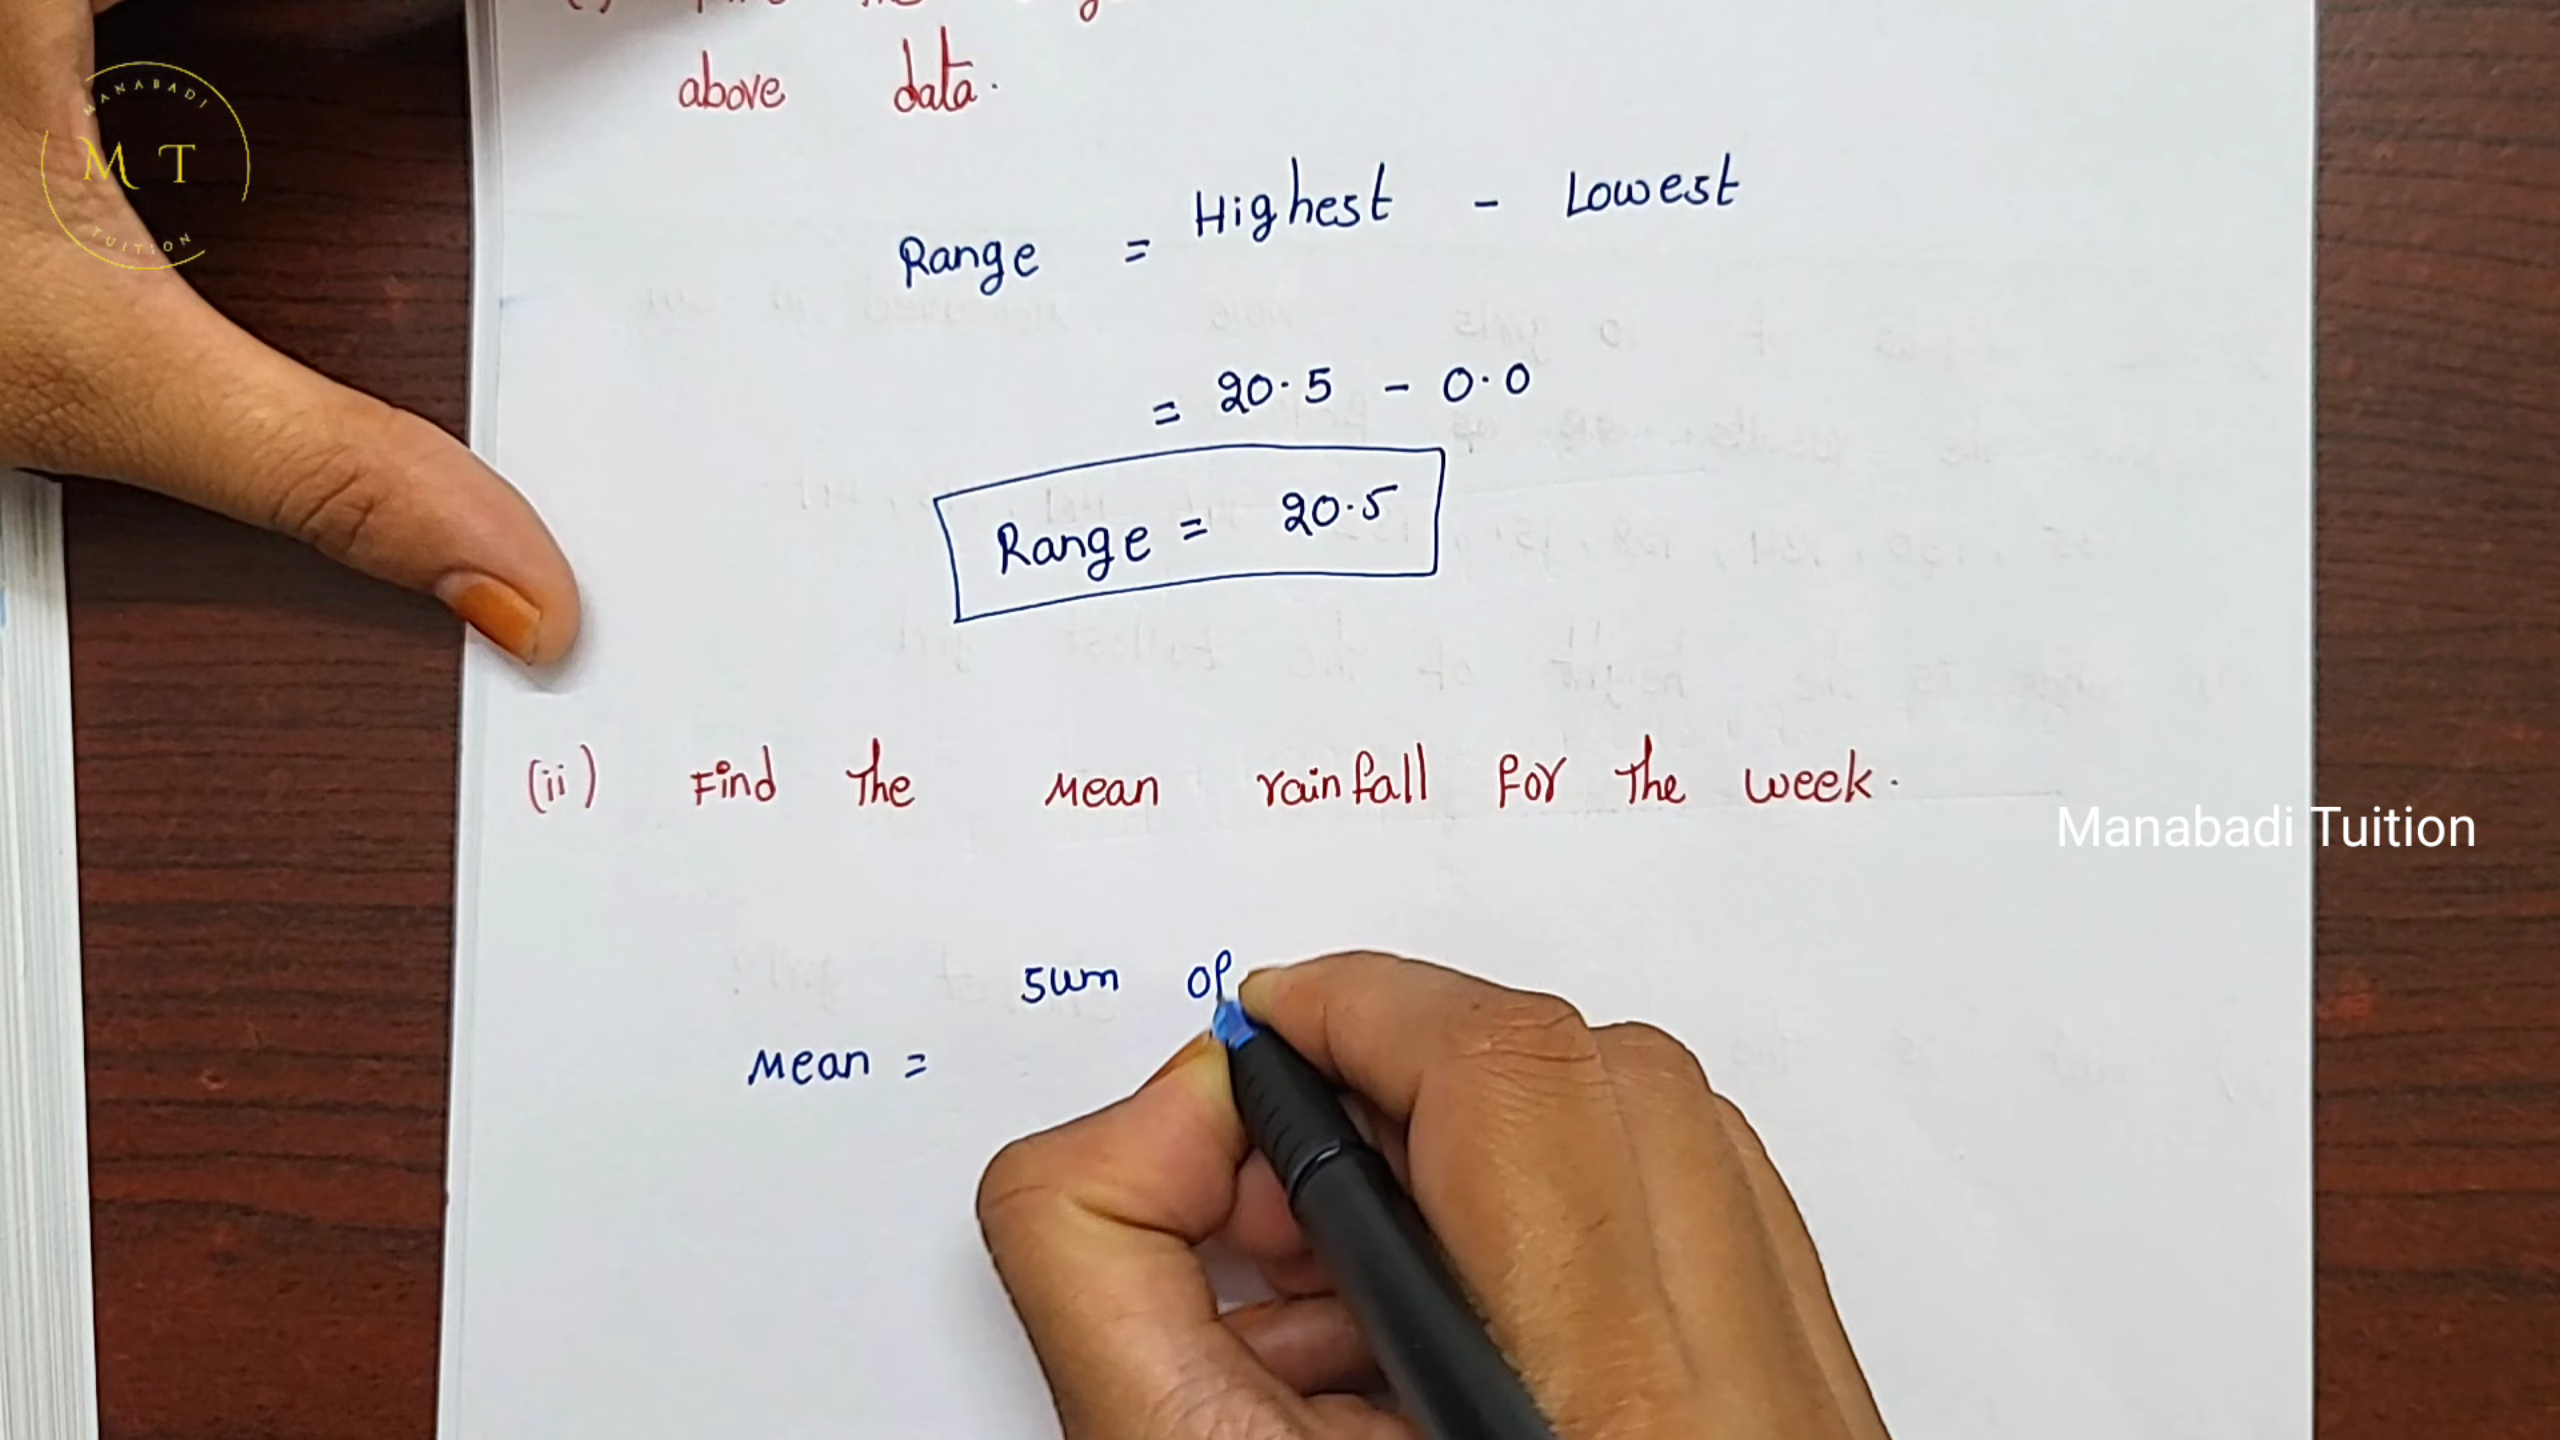 above data.
MANABADI
M T
TUITION
Range = Highest - Lowest
= 20.5 - 0.0
Range = 20.5
(ii) Find the Mean rainfall for the week.
Manabadi Tuition
sum of
Mean =